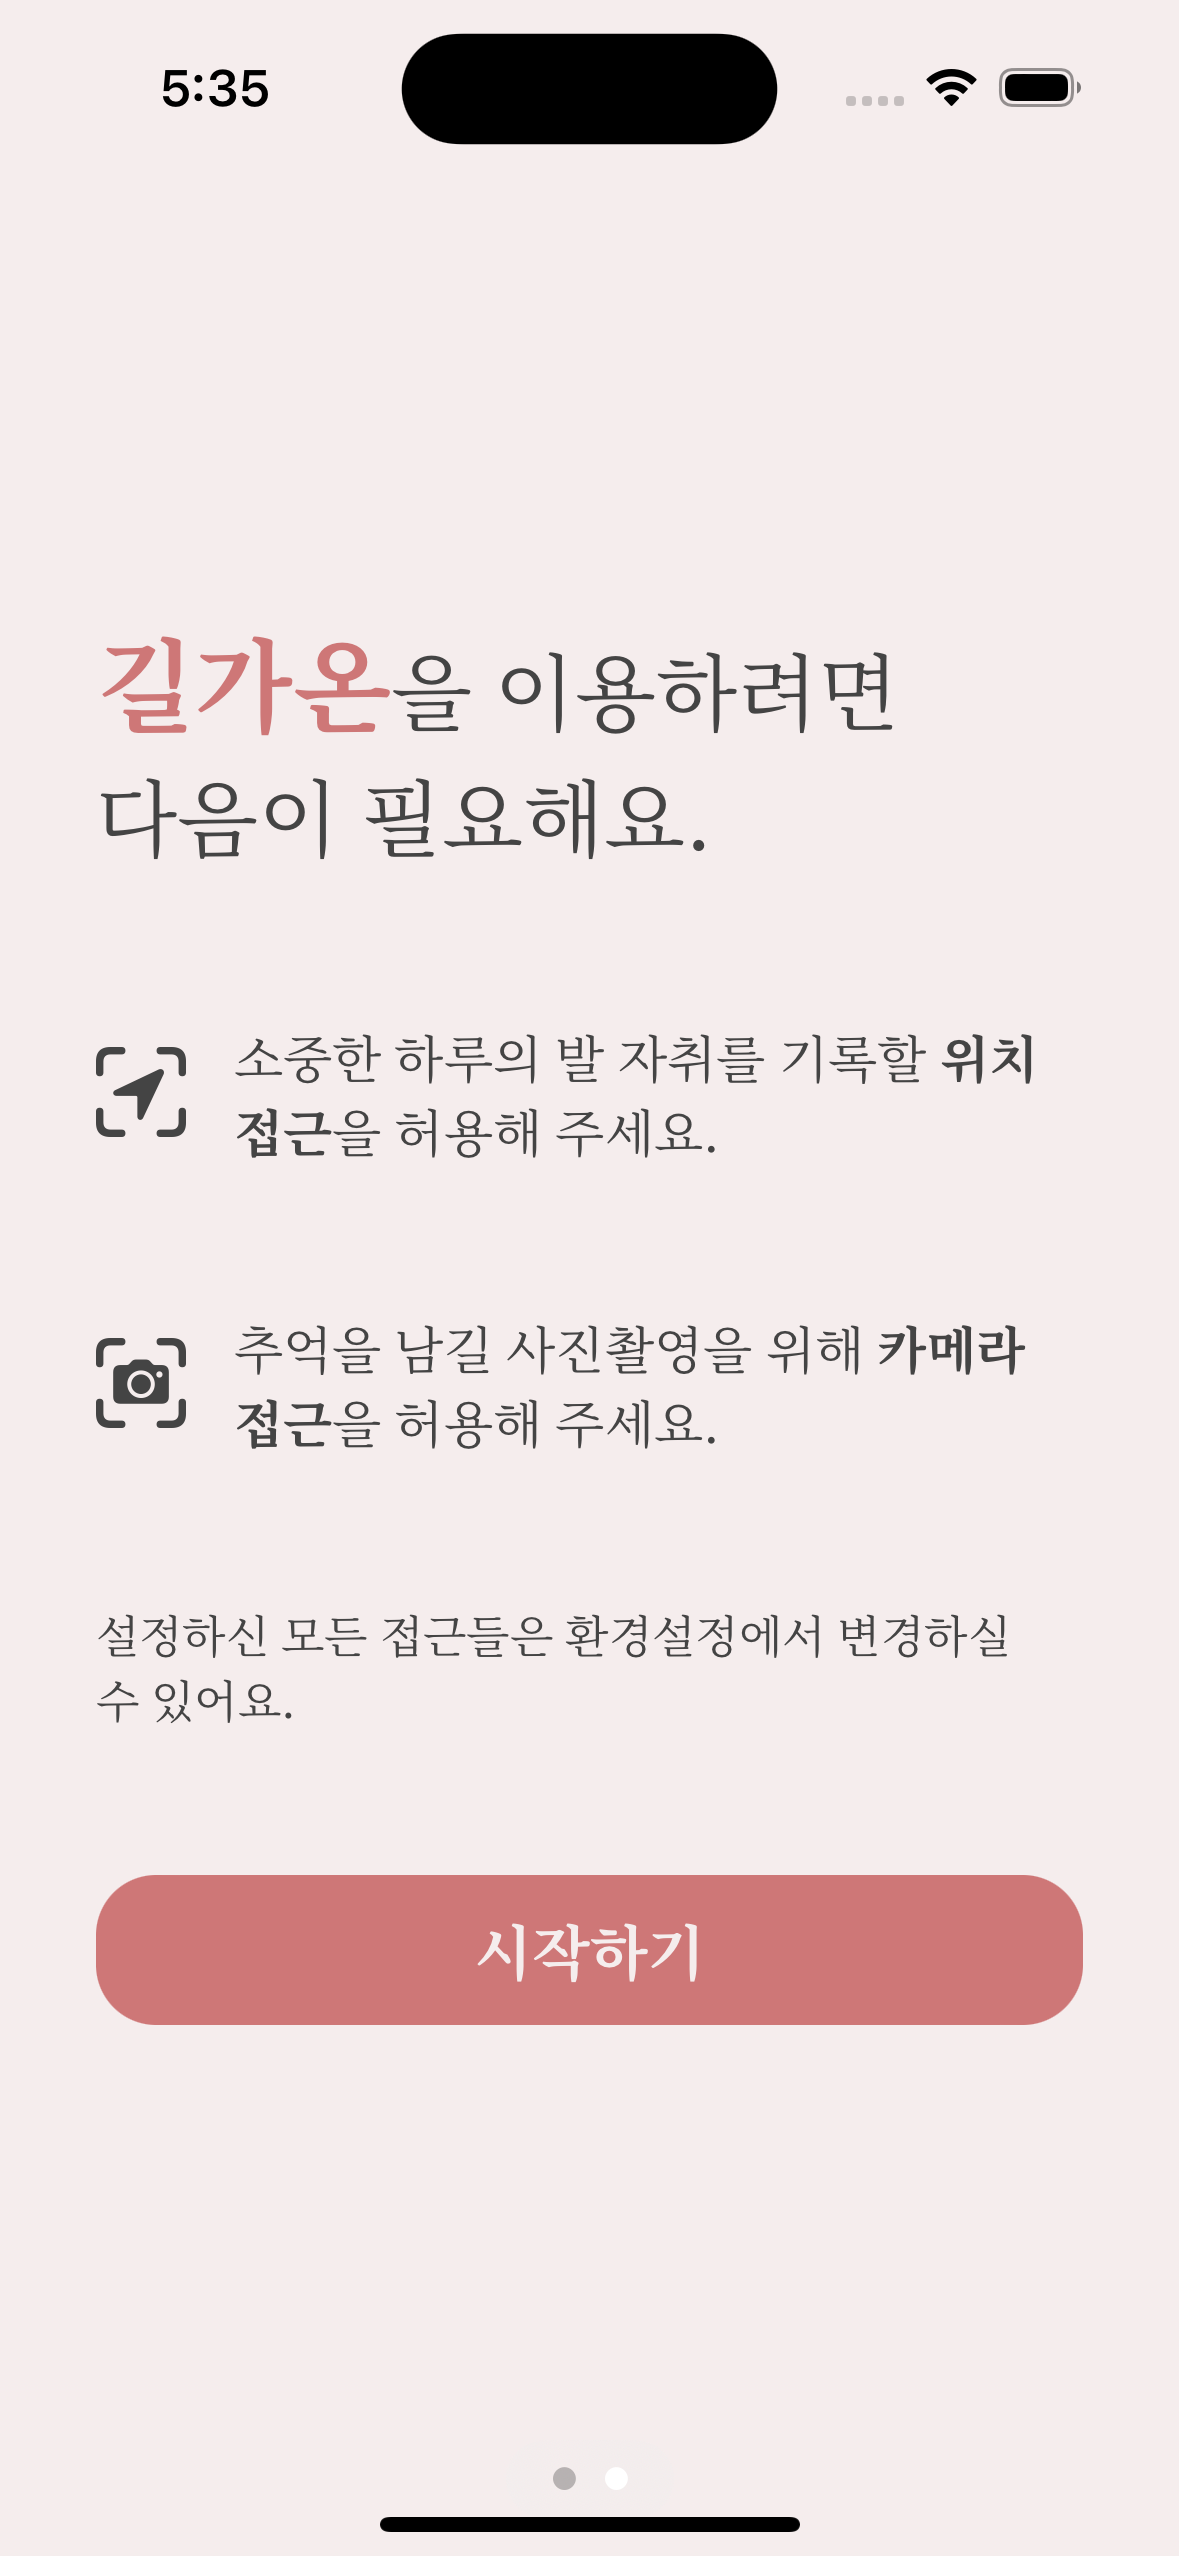 5:35
길가온을 이용하려면
다음이 필요해요.
소중한 하루의 발 자취를 기록할 위치
접근을 허용해 주세요.
추억을 남길 사진촬영을 위해 카메라
접근을 허용해 주세요.
설정하신 모든 접근들은 환경설정에서 변경하실
수 있어요.
시작하기